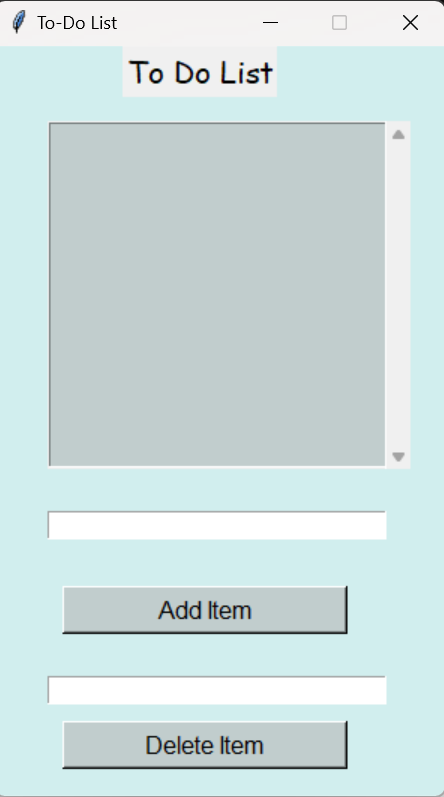 To-Do List
To Do List
Add Item
Delete Item